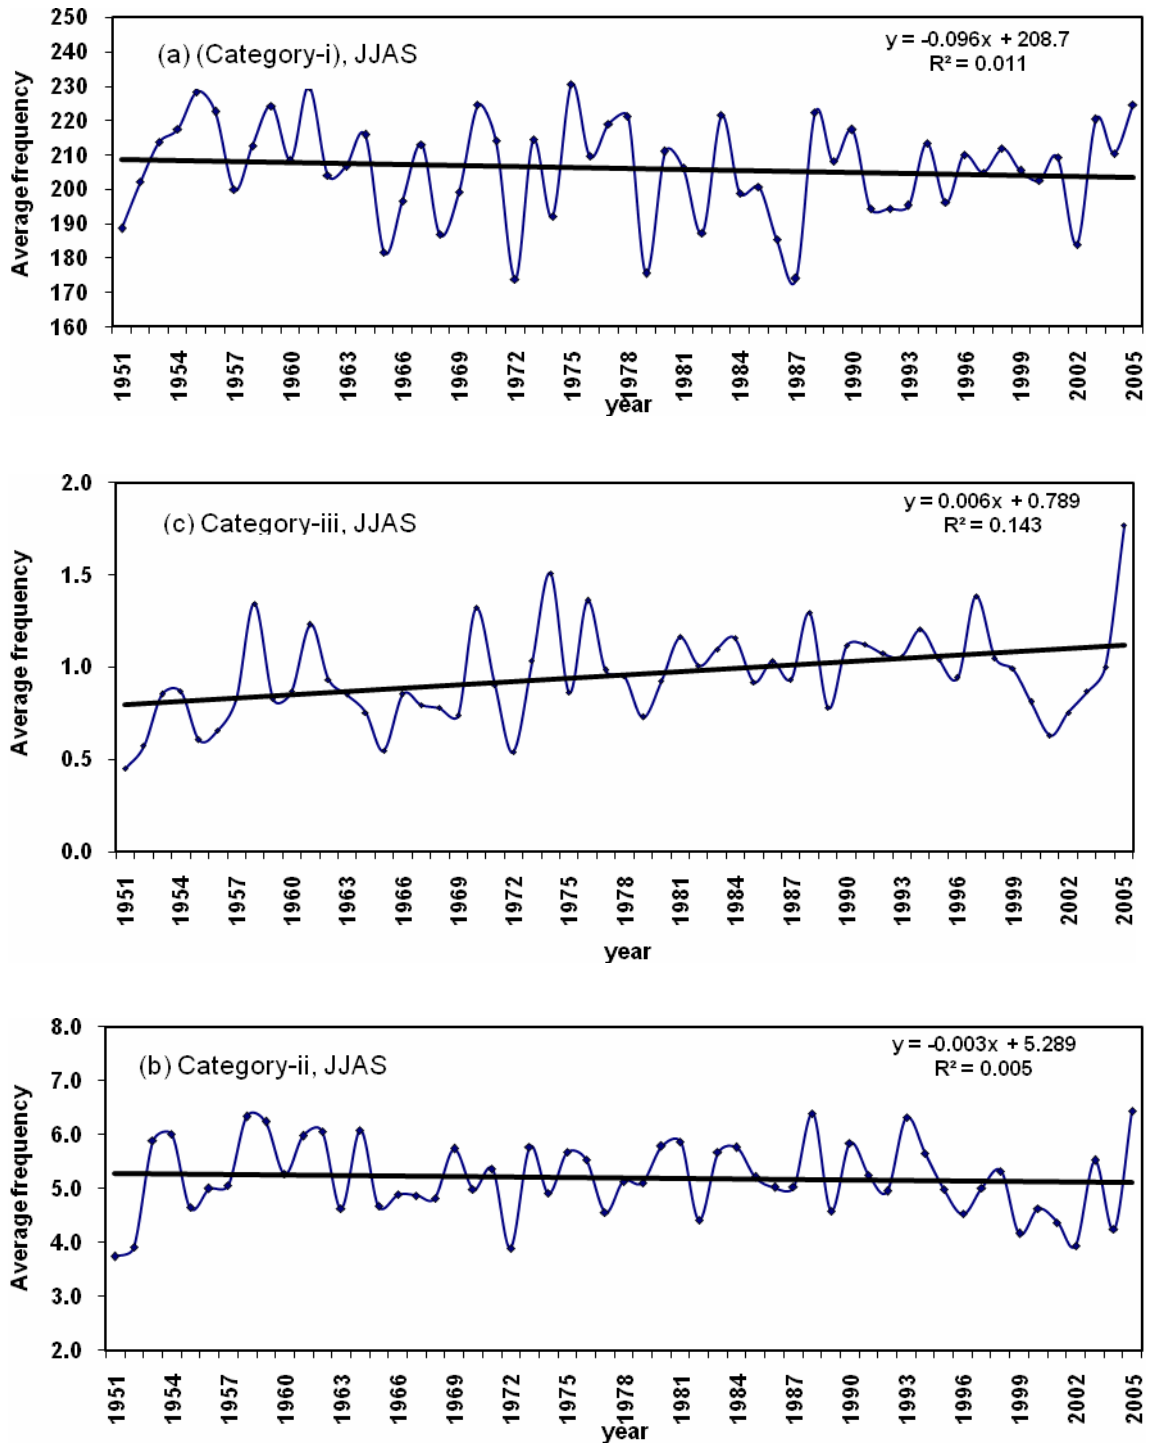 (a) (Category-i), JJAS
y = -0.096x + 208.7
R² = 0.011
Average frequency
250
240
230
220
210
200
190
180
170
160
1951 1954 1957 1960 1963 1966 1969 1972 1975 1978 1981 1984 1987 1990 1993 1996 1999 2002 2005
year
(c) Category-iii, JJAS
y = 0.006x + 0.789
R² = 0.143
Average frequency
2.0
1.5
1.0
0.5
0.0
1951 1954 1957 1960 1963 1966 1969 1972 1975 1978 1981 1984 1987 1990 1993 1996 1999 2002 2005
year
(b) Category-ii, JJAS
y = -0.003x + 5.289
R² = 0.005
Average frequency
8.0
7.0
6.0
5.0
4.0
3.0
2.0
1951 1954 1957 1960 1963 1966 1969 1972 1975 1978 1981 1984 1987 1990 1993 1996 1999 2002 2005
year